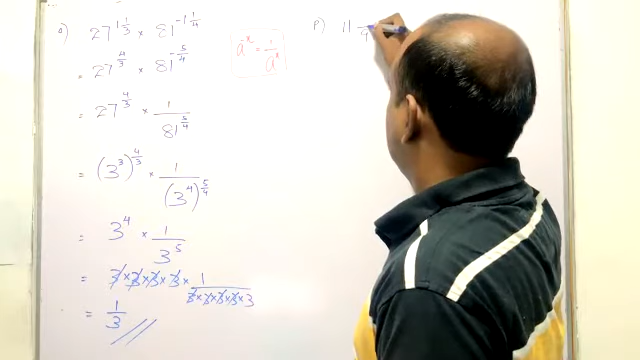 o) 27^{1 1/3} × 81^{-1 1/4}
= 27^{4/3} × 81^{-5/4}
= 27^{4/3} × 1/81^{5/4}
= (3^3)^{4/3} × 1/(3^4)^{5/4}
= 3^4 × 1/3^5
= 3 × 3 × 3 × 3 × 1/(3 × 3 × 3 × 3 × 3)
= 1/3
a^{-x} = 1/a^x
p) 11